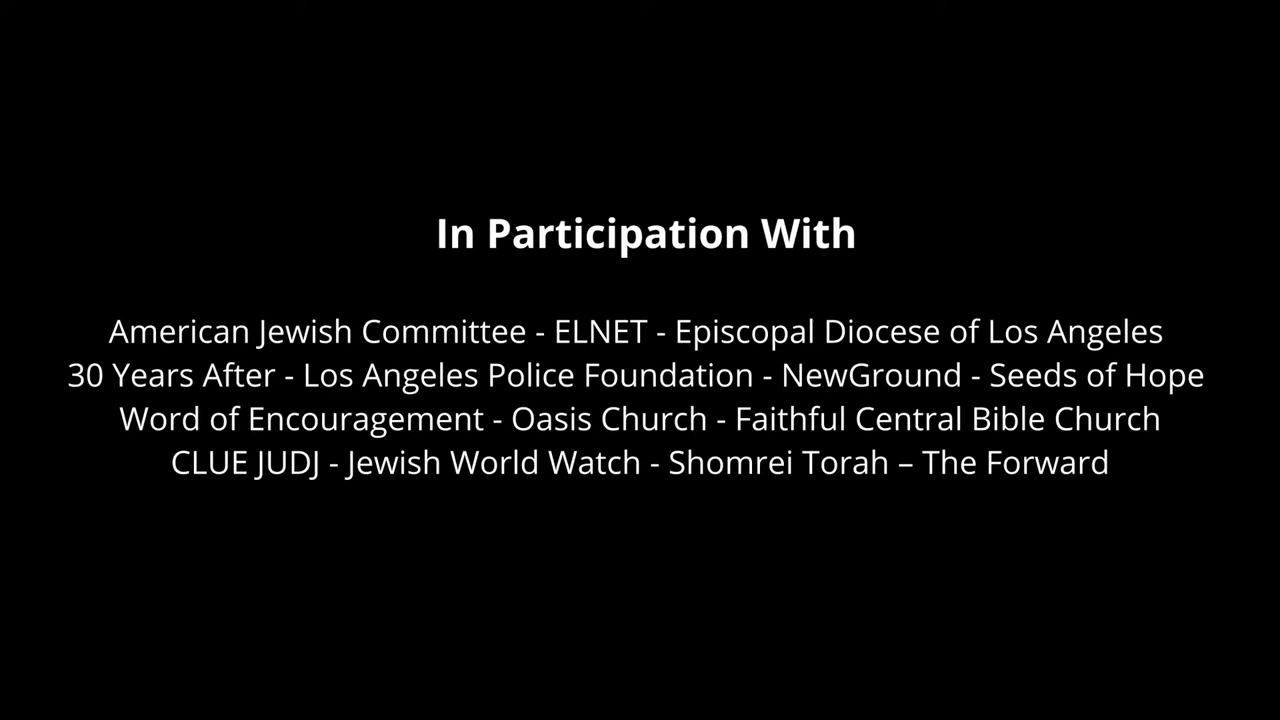 In Participation With
American Jewish Committee - ELNET - Episcopal Diocese of Los Angeles
30 Years After - Los Angeles Police Foundation - NewGround - Seeds of Hope
Word of Encouragement - Oasis Church - Faithful Central Bible Church
CLUE JUDJ - Jewish World Watch - Shomrei Torah – The Forward